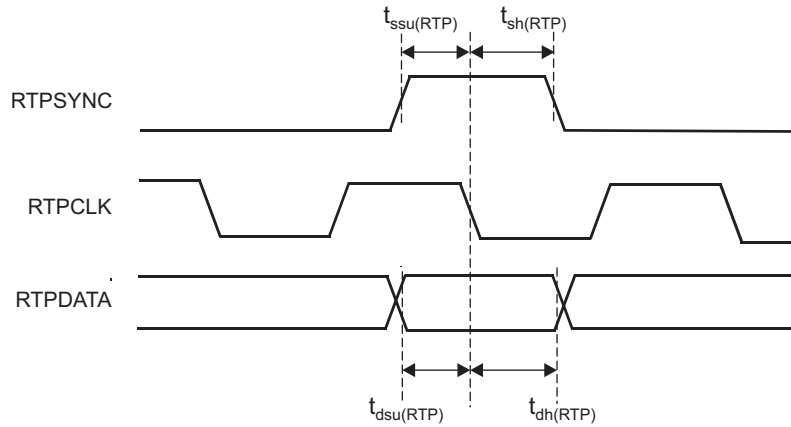 tssu(RTP) tsh(RTP)
RTPSYNC
RTPCLK
RTPDATA
tdsu(RTP) tdh(RTP)